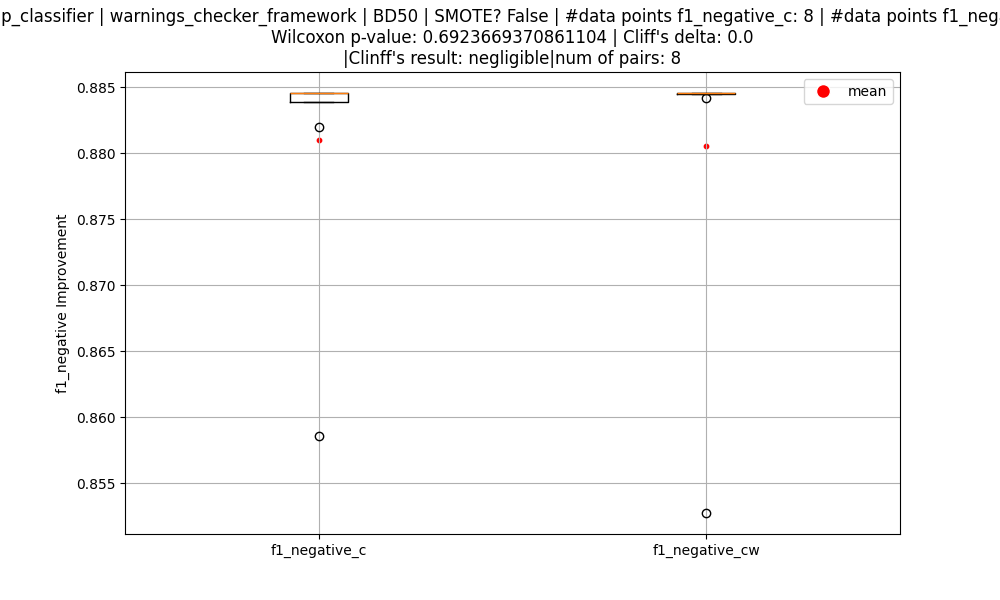 p_classifier | warnings_checker_framework | BD50 | SMOTE? False | #data points f1_negative_c: 8 | #data points f1_neg
Wilcoxon p-value: 0.6923669370861104 | Cliff's delta: 0.0
|Clinff's result: negligible|num of pairs: 8
mean
0.885
0.880
0.875
0.870
0.865
0.860
0.855
f1_negative Improvement
f1_negative_c
f1_negative_cw